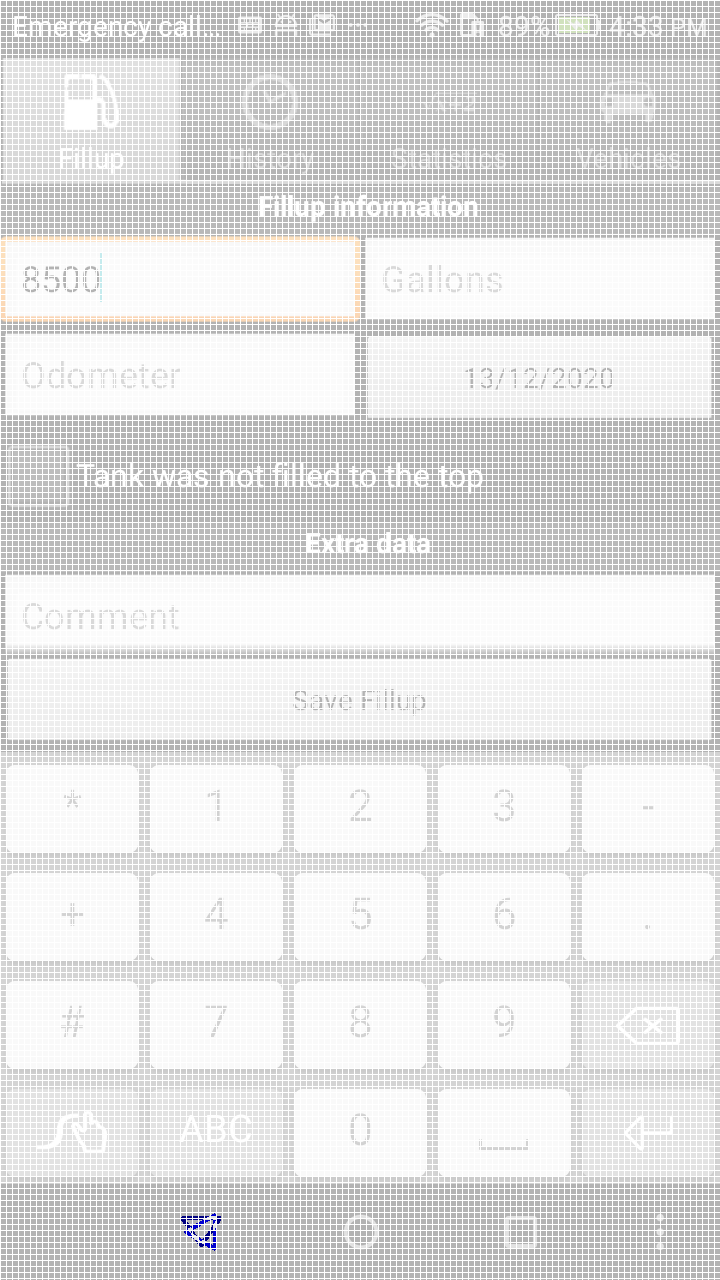 Emergency call... 89% 4:33 PM
Fillup History Statistics Vehicles
Fillup information
8500 Gallons
Odometer 13/12/2020
Tank was not filled to the top
Extra data
Comment
Save Fillup
* 1 2 3 -
+ 4 5 6 .
# 7 8 9
ABC 0